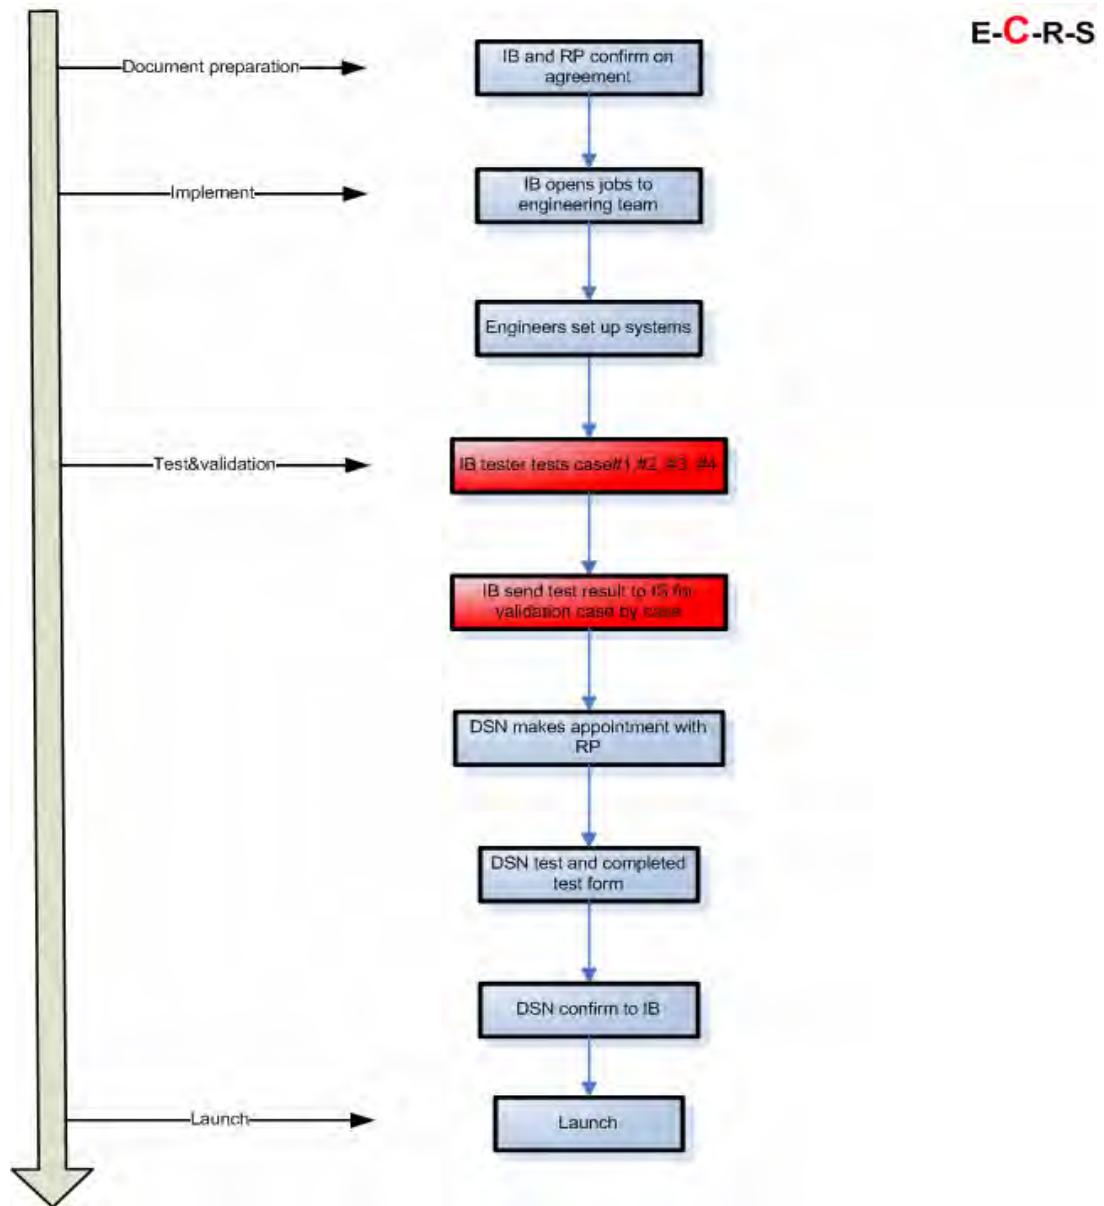 E-C-R-S
Document preparation
IB and RP confirm on
agreement
Implement
IB opens jobs to
engineering team
Engineers set up systems
Test&validation
IB tester tests case#1,#2, #3, #4
IB send test result to IS for
validation case by case
DSN makes appointment with
RP
DSN test and completed
test form
DSN confirm to IB
Launch
Launch